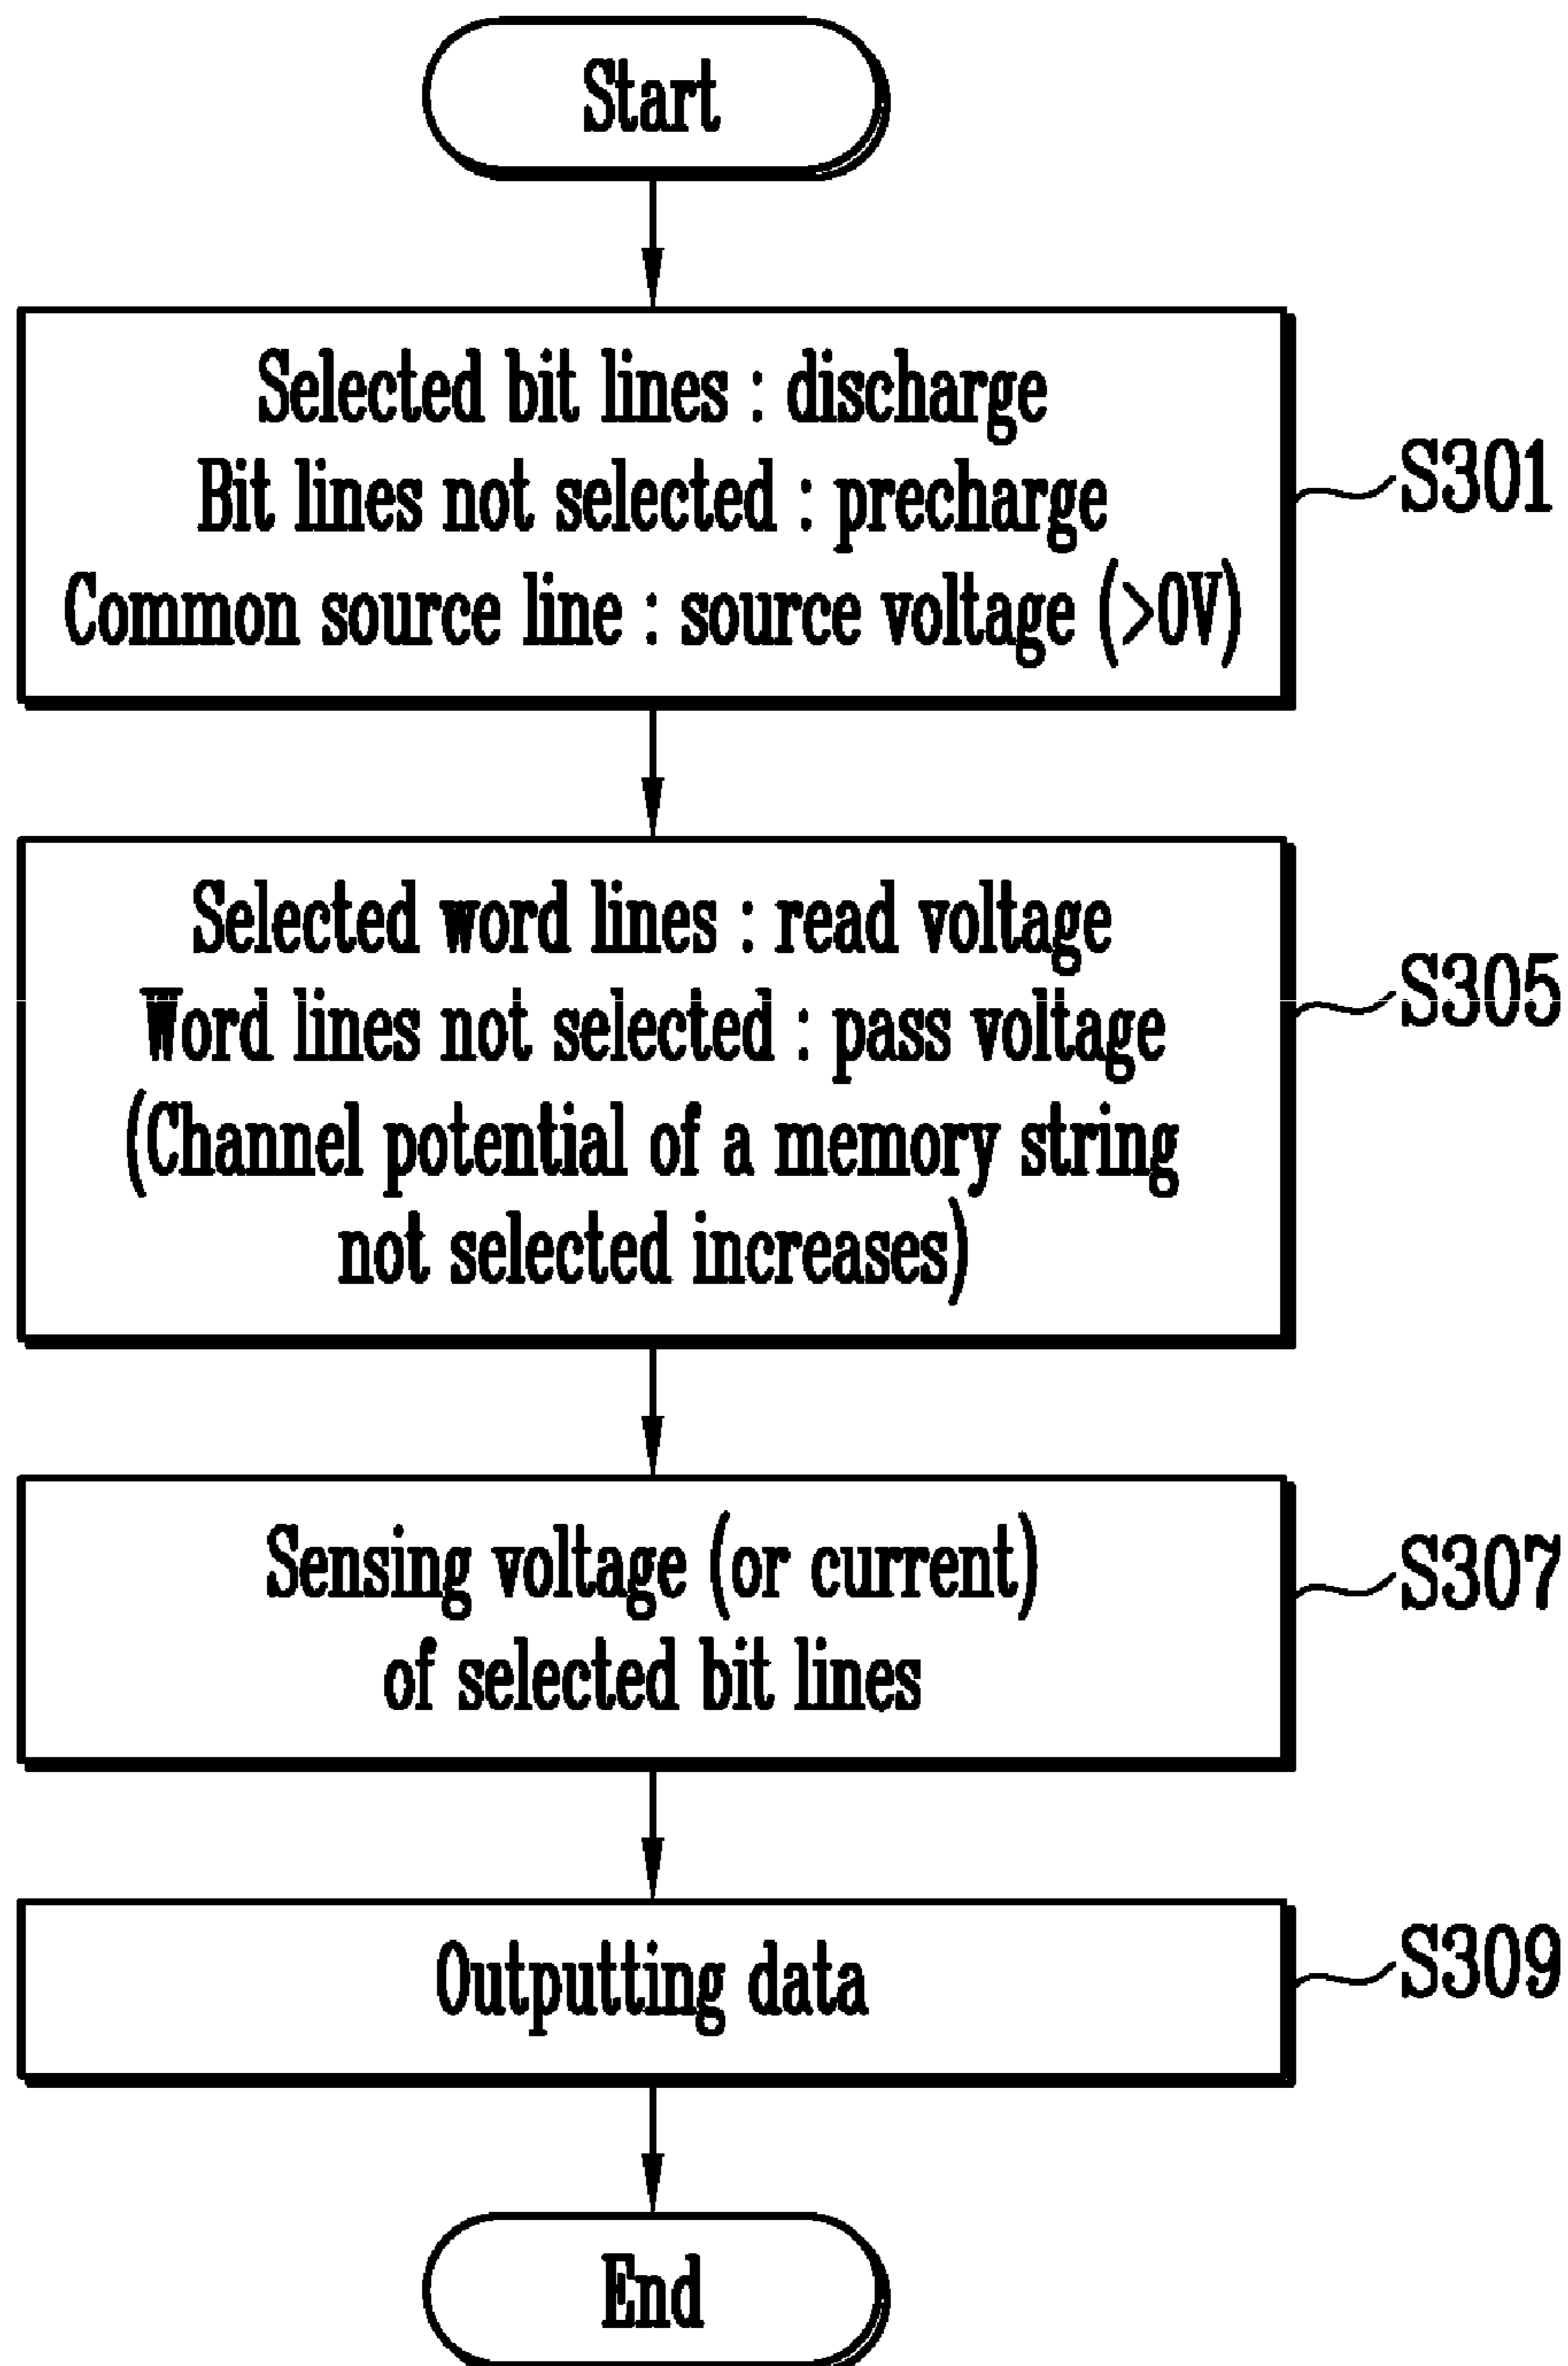 Start
Selected bit lines : discharge
Bit lines not selected : precharge
Common source line : source voltage (>0V)
S301
Selected word lines : read voltage
Word lines not selected : pass voltage
(Channel potential of a memory string
not selected increases)
S305
Sensing voltage (or current)
of selected bit lines
S307
Outputting data
S309
End